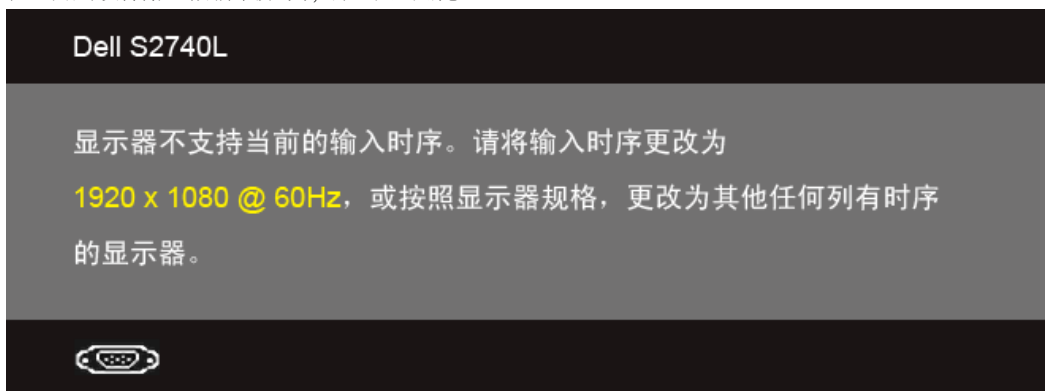 Dell S2740L
显示器不支持当前的输入时序。请将输入时序更改为
1920 x 1080 @ 60Hz，或按照显示器规格，更改为其他任何列有时序
的显示器。